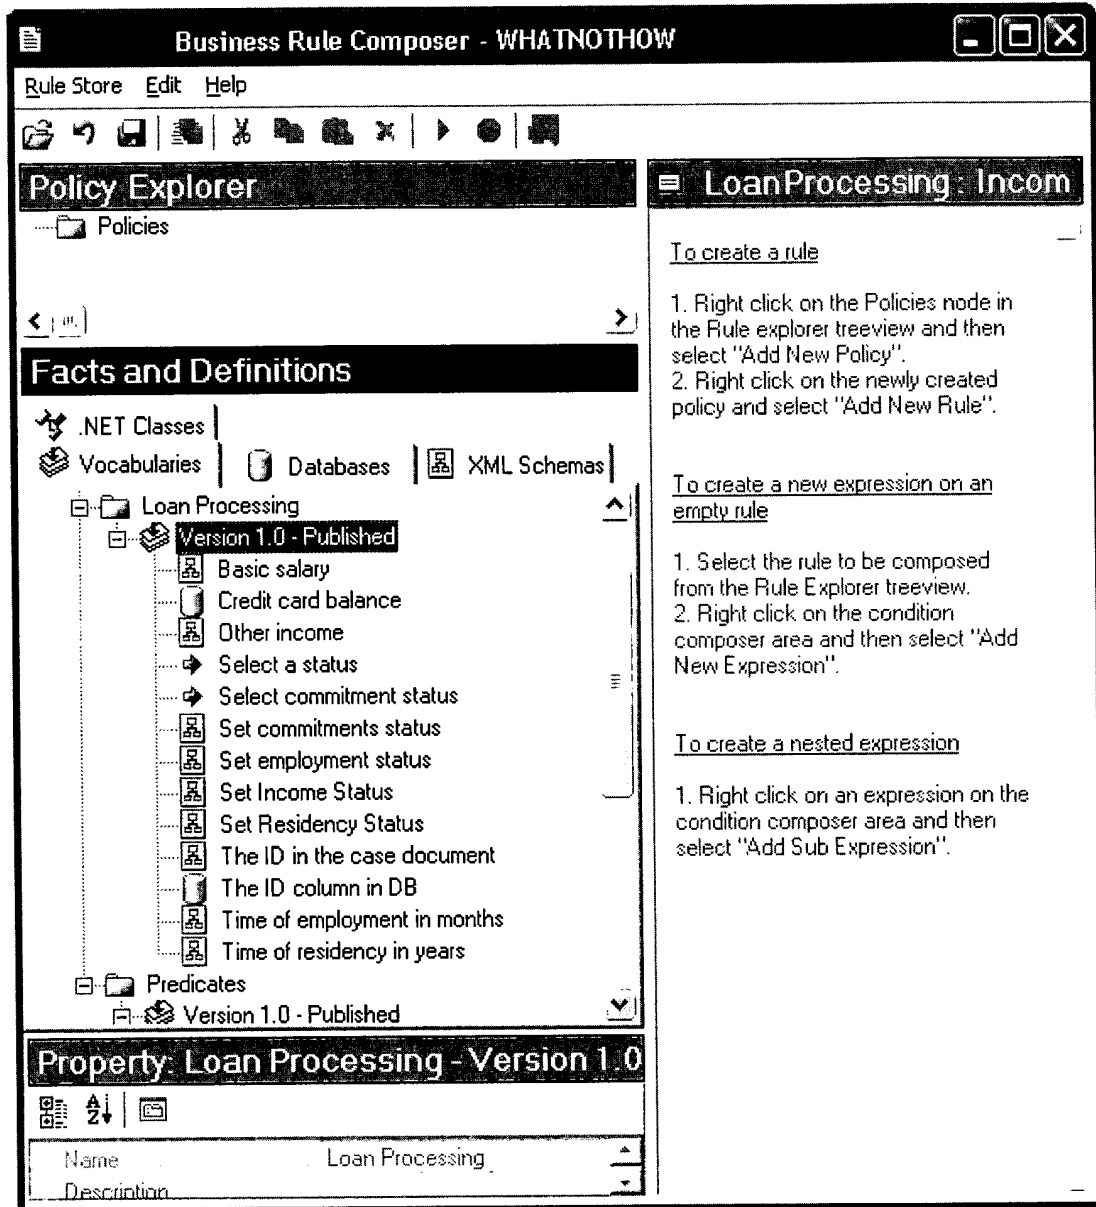 Business Rule Composer - WHATNOTHOW
Rule Store Edit Help
Policy Explorer
Policies
Facts and Definitions
.NET Classes
Vocabularies Databases XML Schemas
Loan Processing
Version 1.0 - Published
Basic salary
Credit card balance
Other income
Select a status
Select commitment status
Set commitments status
Set employment status
Set Income Status
Set Residency Status
The ID in the case document
The ID column in DB
Time of employment in months
Time of residency in years
Predicates
Version 1.0 - Published
Property: Loan Processing - Version 1.0
Name Loan Processing
Description
Loan Processing : Incom
To create a rule
1. Right click on the Policies node in
the Rule explorer treeview and then
select "Add New Policy".
2. Right click on the newly created
policy and select "Add New Rule".
To create a new expression on an
empty rule
1. Select the rule to be composed
from the Rule Explorer treeview.
2. Right click on the condition
composer area and then select "Add
New Expression".
To create a nested expression
1. Right click on an expression on the
condition composer area and then
select "Add Sub Expression".